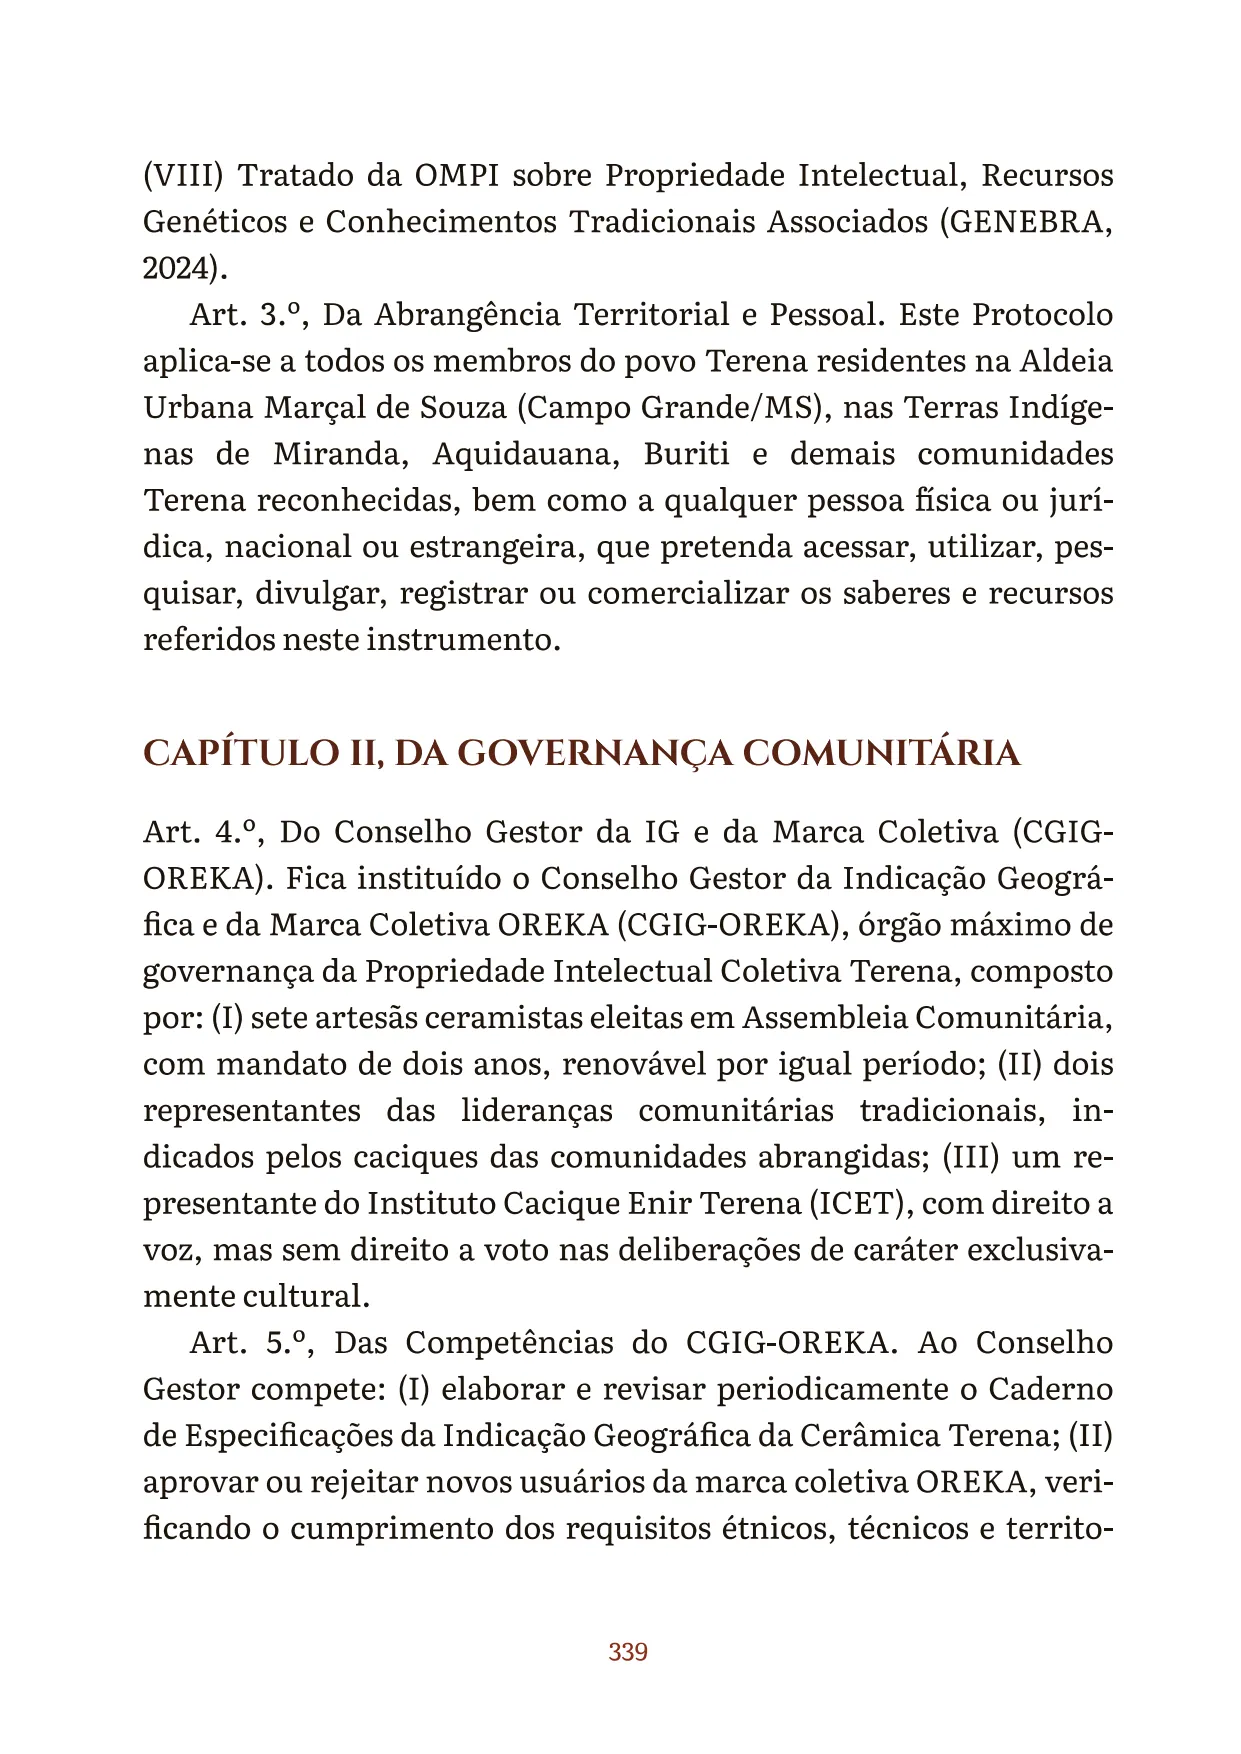 (VIII) Tratado da OMPI sobre Propriedade Intelectual, Recursos
Genéticos e Conhecimentos Tradicionais Associados (GENEBRA,
2024).
Art. 3.º, Da Abrangência Territorial e Pessoal. Este Protocolo
aplica-se a todos os membros do povo Terena residentes na Aldeia
Urbana Marçal de Souza (Campo Grande/MS), nas Terras Indíge-
nas de Miranda, Aquidauana, Buriti e demais comunidades
Terena reconhecidas, bem como a qualquer pessoa física ou jurí-
dica, nacional ou estrangeira, que pretenda acessar, utilizar, pes-
quisar, divulgar, registrar ou comercializar os saberes e recursos
referidos neste instrumento.
CAPÍTULO II, DA GOVERNANÇA COMUNITÁRIA
Art. 4.º, Do Conselho Gestor da IG e da Marca Coletiva (CGIG-
OREKA). Fica instituído o Conselho Gestor da Indicação Geográ-
fica e da Marca Coletiva OREKA (CGIG-OREKA), órgão máximo de
governança da Propriedade Intelectual Coletiva Terena, composto
por: (I) sete artesãs ceramistas eleitas em Assembleia Comunitária,
com mandato de dois anos, renovável por igual período; (II) dois
representantes das lideranças comunitárias tradicionais, in-
dicados pelos caciques das comunidades abrangidas; (III) um re-
presentante do Instituto Cacique Enir Terena (ICET), com direito a
voz, mas sem direito a voto nas deliberações de caráter exclusiva-
mente cultural.
Art. 5.º, Das Competências do CGIG-OREKA. Ao Conselho
Gestor compete: (I) elaborar e revisar periodicamente o Caderno
de Especificações da Indicação Geográfica da Cerâmica Terena; (II)
aprovar ou rejeitar novos usuários da marca coletiva OREKA, veri-
ficando o cumprimento dos requisitos étnicos, técnicos e territo-
339